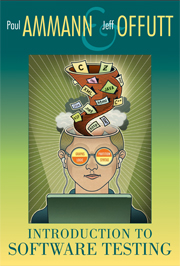 Paul AMMANN & Jeff OFFUTT
INTRODUCTION TO
SOFTWARE TESTING